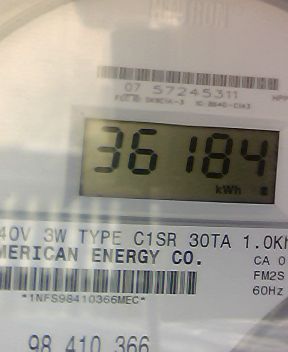 07 57245311
36184
kWh
40V 3W TYPE C1SR 30TA 1.0Kh
MERICAN ENERGY CO.
CA 0
FM2S
60Hz
*1NFS98410366MEC*
98 410 366